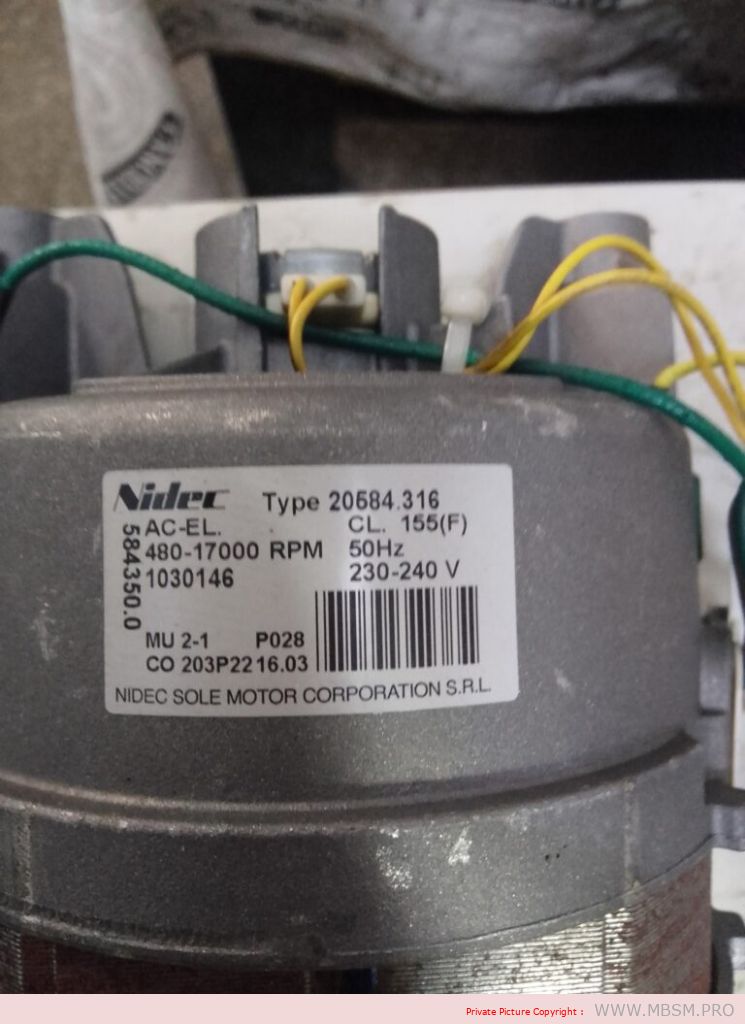 Nidec Type 20584.316
AC-EL. CL. 155(F)
480-17000 RPM 50Hz
1030146 230-240 V
584350.0
MU 2-1 P028
CO 203P2216.03
NIDEC SOLE MOTOR CORPORATION S.R.L.
Private Picture Copyright : WWW.MBSM.PRO